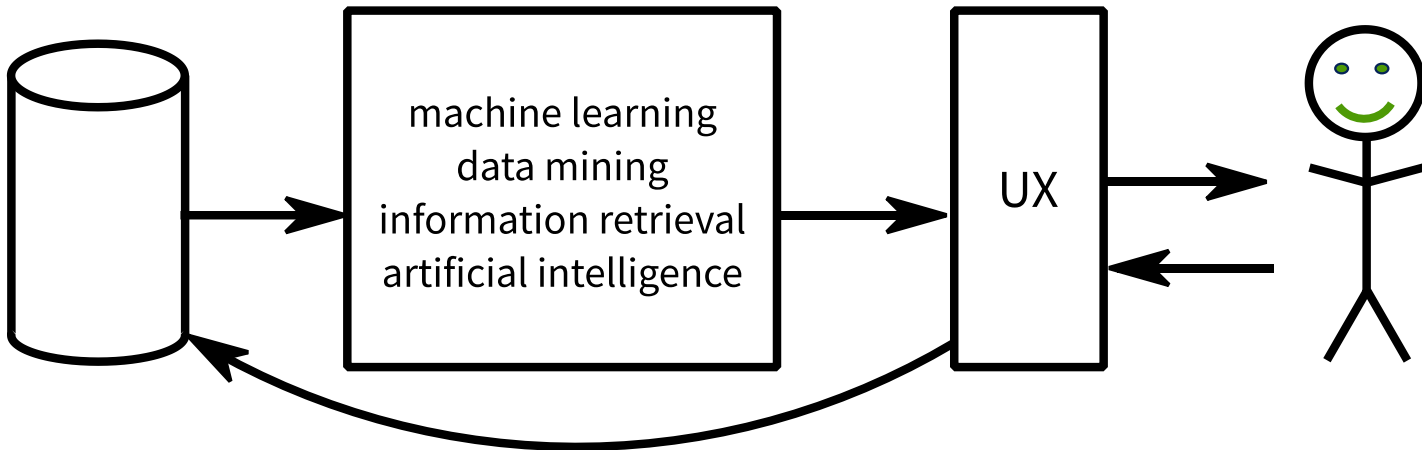 machine learning
data mining
information retrieval
artificial intelligence
UX